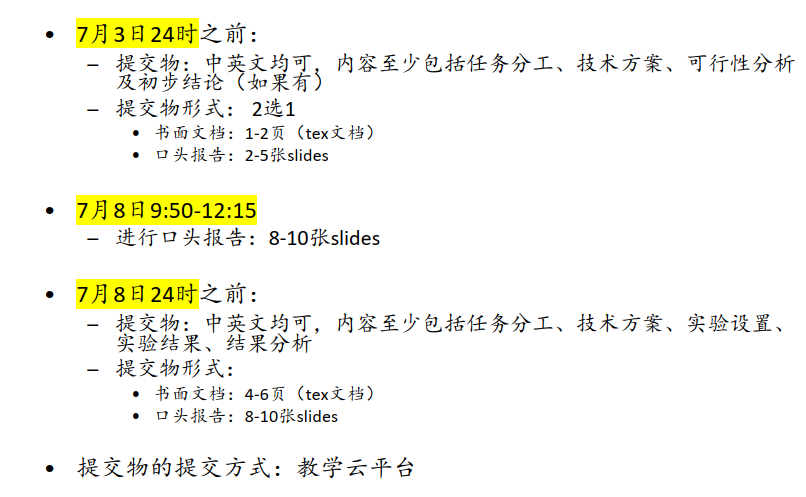 • 7月3日24时之前：
– 提交物：中英文均可，内容至少包括任务分工、技术方案、可行性分析
及初步结论（如果有）
– 提交物形式： 2选1
• 书面文档：1-2页（tex文档）
• 口头报告：2-5张slides
• 7月8日9:50-12:15
– 进行口头报告：8-10张slides
• 7月8日24时之前：
– 提交物：中英文均可，内容至少包括任务分工、技术方案、实验设置、
实验结果、结果分析
– 提交物形式：
• 书面文档：4-6页（tex文档）
• 口头报告：8-10张slides
• 提交物的提交方式：教学云平台